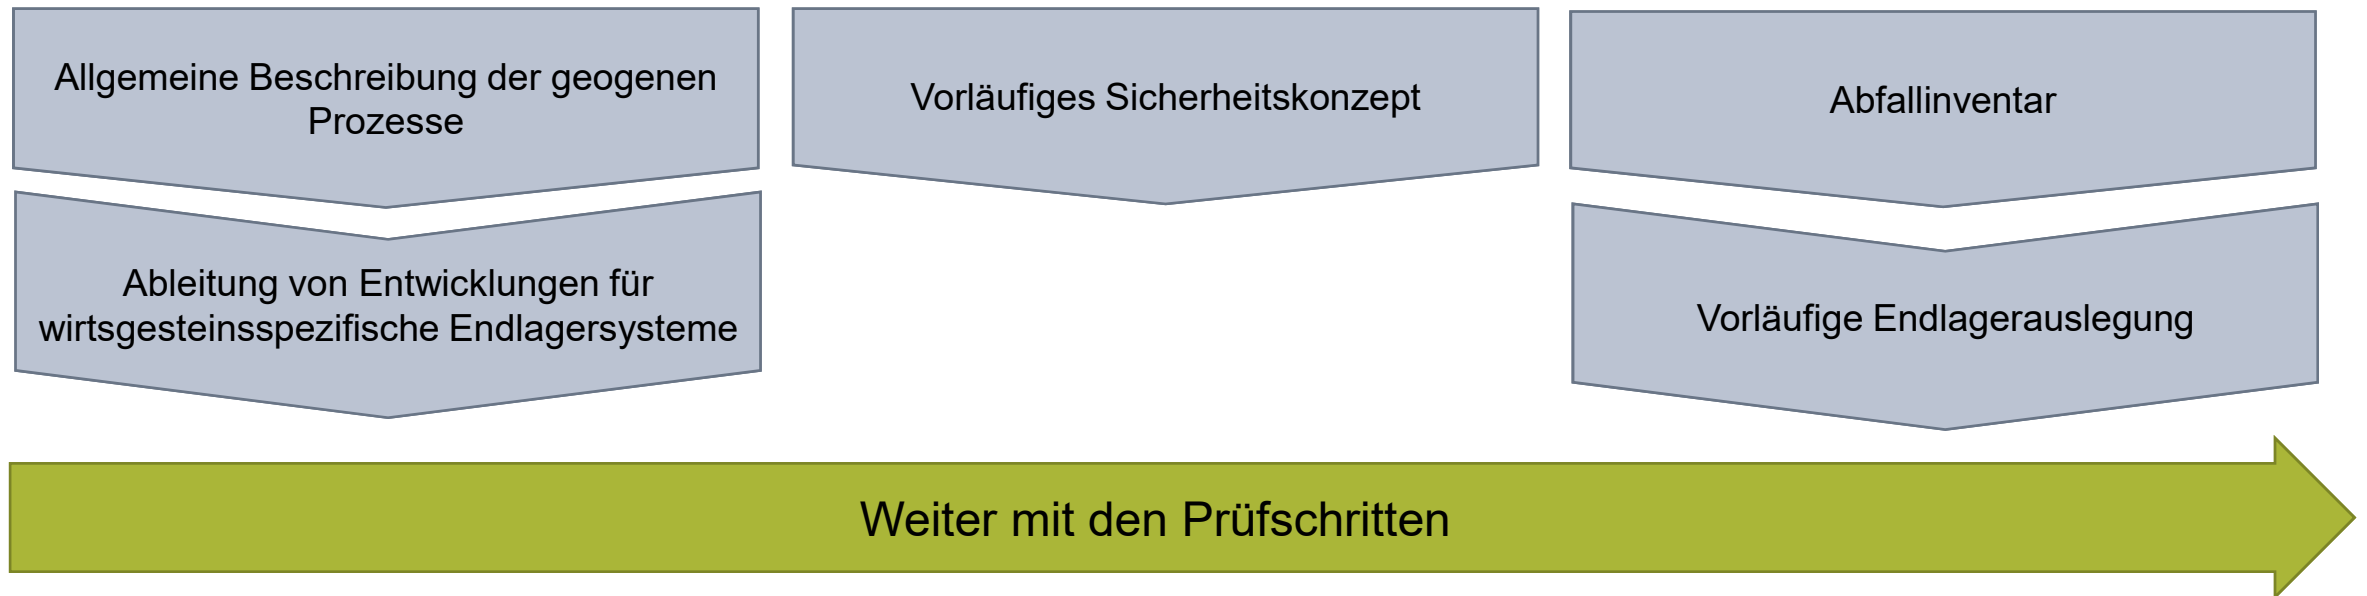 Allgemeine Beschreibung der geogenen
Prozesse
Vorläufiges Sicherheitskonzept
Abfallinventar
Ableitung von Entwicklungen für
wirtsgesteinsspezifische Endlagersysteme
Vorläufige Endlagerauslegung
Weiter mit den Prüfschritten